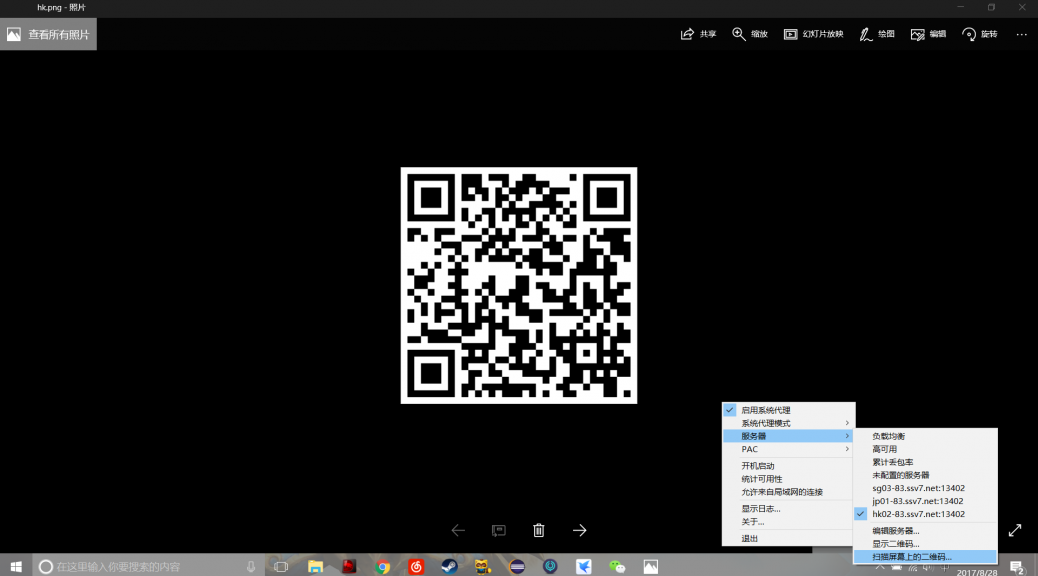 hk.png - 照片
查看所有照片
共享
缩放
幻灯片放映
绘图
编辑
旋转
启用系统代理
系统代理模式
服务器
PAC
开机启动
统计可用性
允许来自局域网的连接
显示日志...
关于...
退出
负载均衡
高可用
累计丢包率
未配置的服务器
sg03-83.ssv7.net:13402
jp01-83.ssv7.net:13402
hk02-83.ssv7.net:13402
编辑服务器...
显示二维码...
扫描屏幕上的二维码...
在这里输入你要搜索的内容
2017/8/28
2